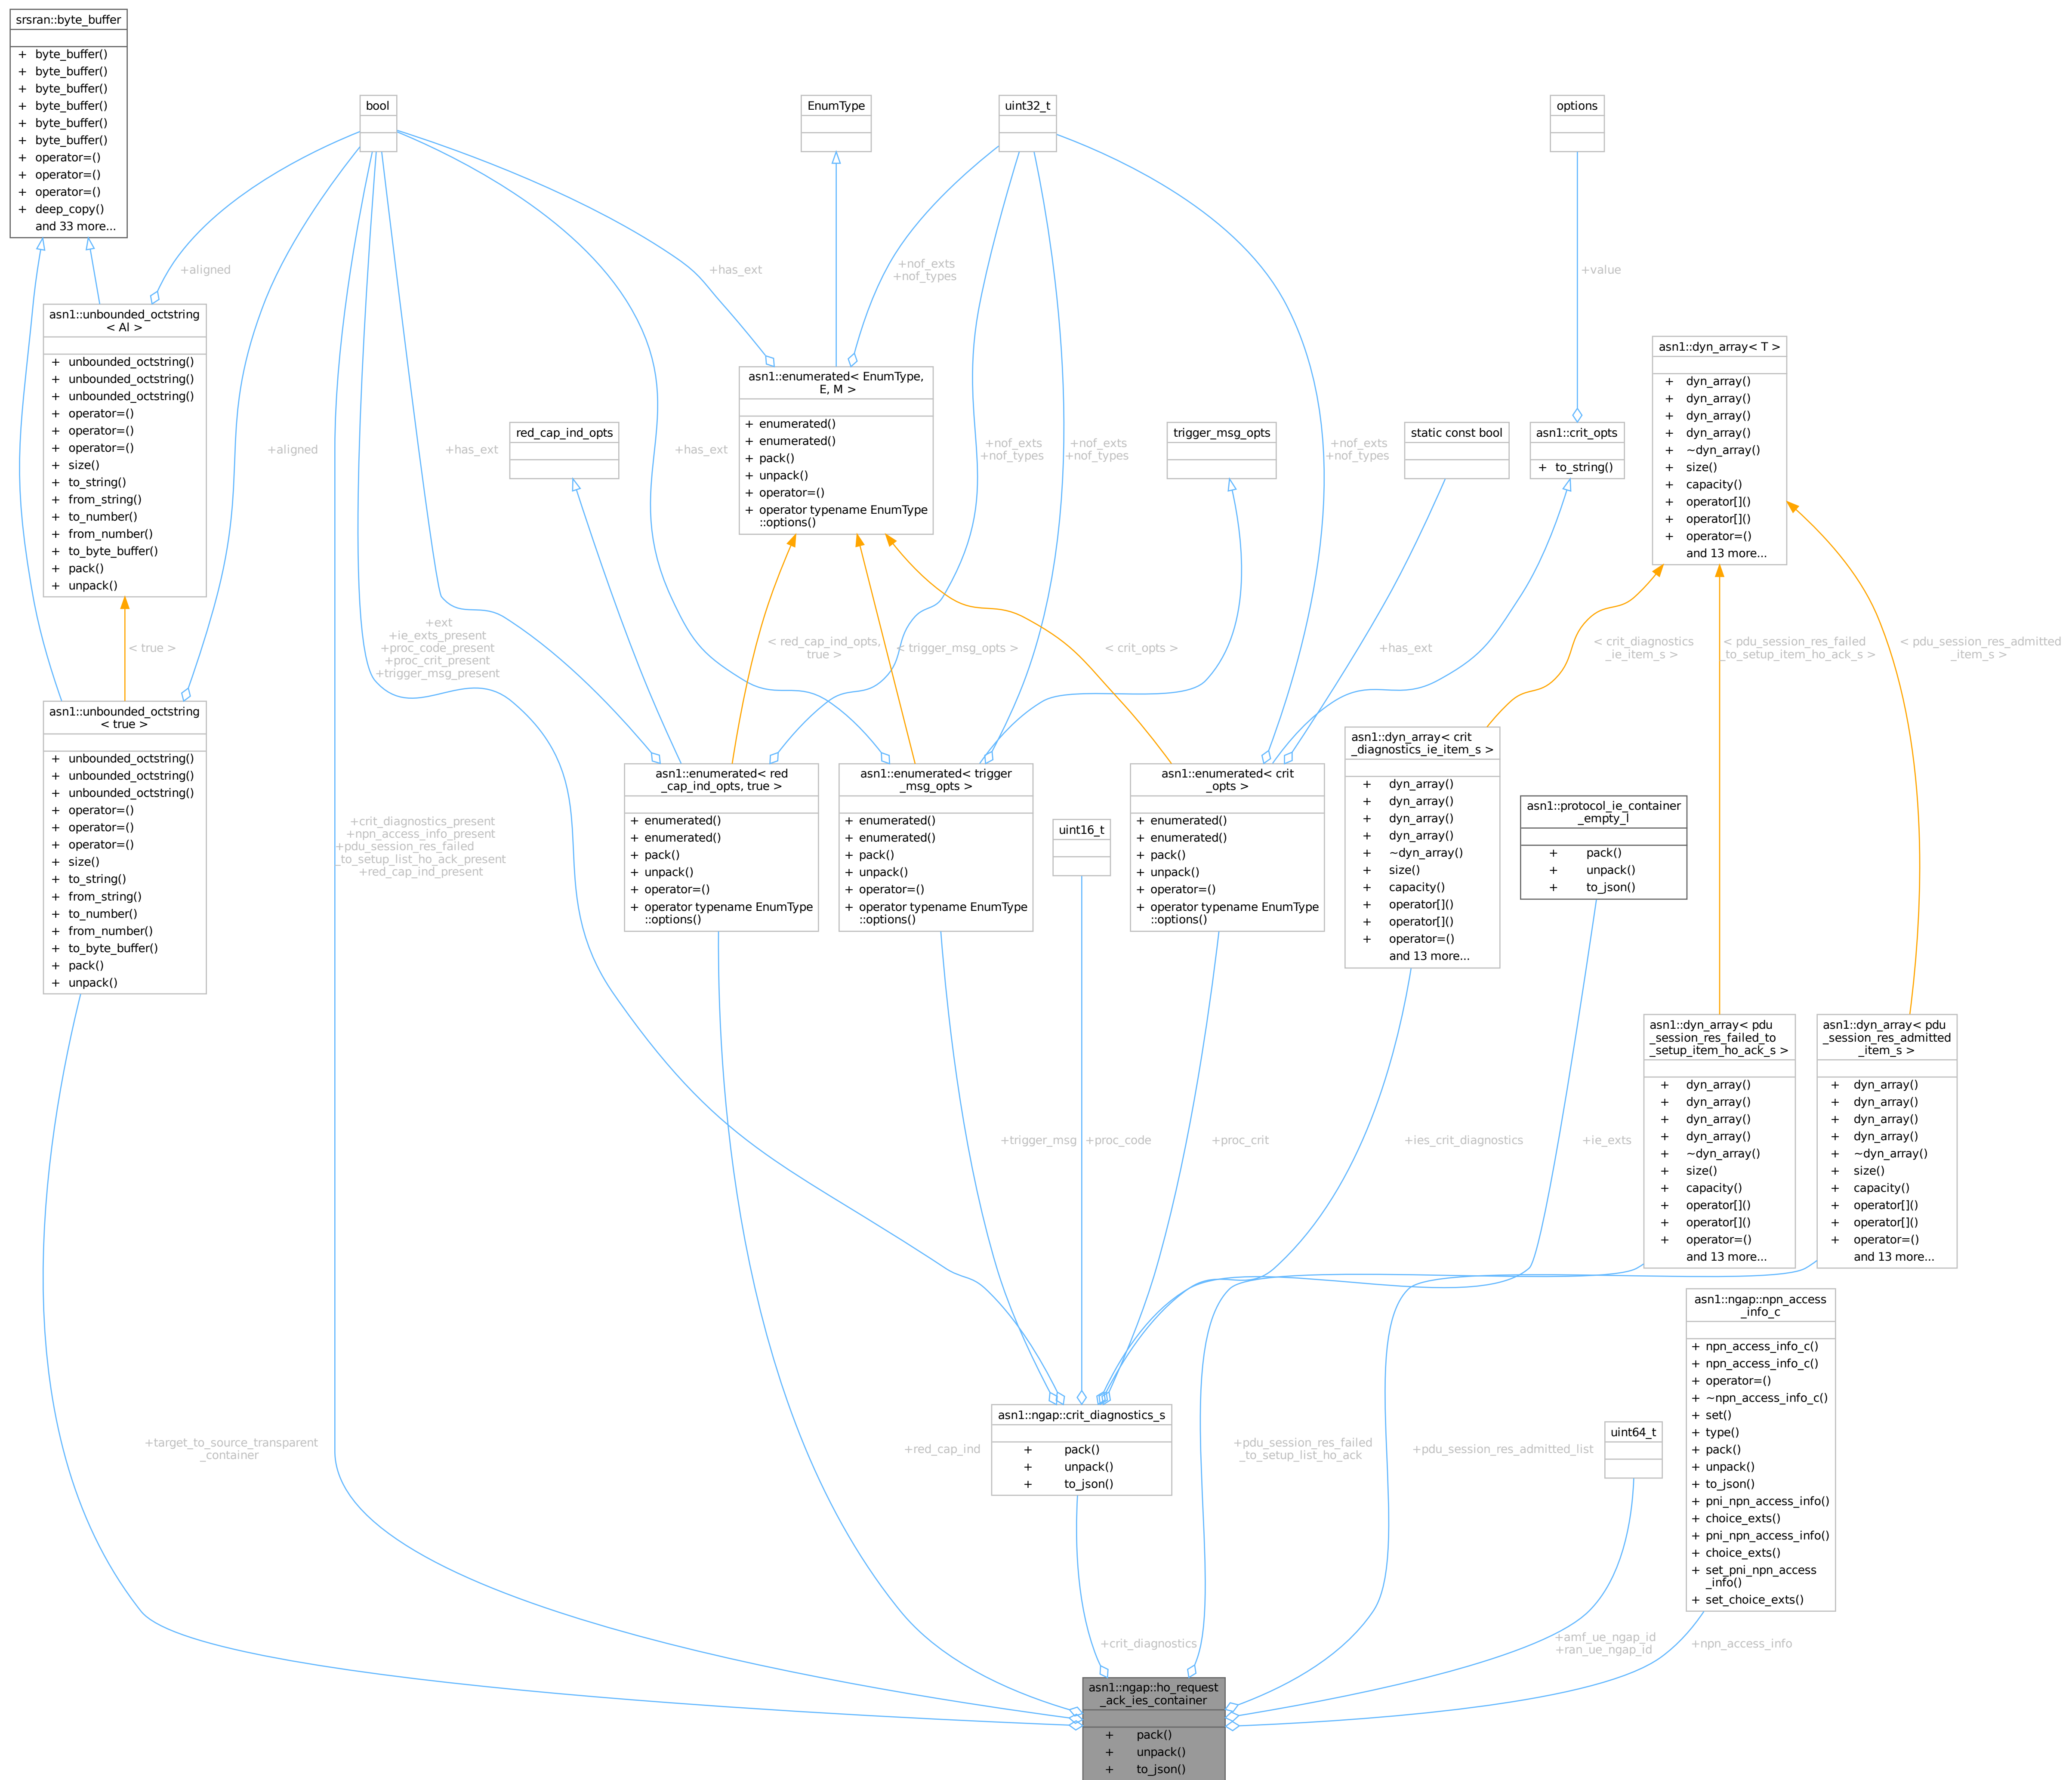 srsran::byte_buffer
+ byte_buffer()
+ byte_buffer()
+ byte_buffer()
+ byte_buffer()
+ byte_buffer()
+ byte_buffer()
+ operator=()
+ operator=()
+ operator=()
+ deep_copy()
and 33 more...
bool
EnumType
uint32_t
options
+aligned
+has_ext
+nof_exts
+nof_types
+value
asn1::unbounded_octstring
< Al >
+ unbounded_octstring()
+ unbounded_octstring()
+ unbounded_octstring()
+ operator=()
+ operator=()
+ operator=()
+ size()
+ to_string()
+ from_string()
+ to_number()
+ from_number()
+ to_byte_buffer()
+ pack()
+ unpack()
asn1::enumerated< EnumType,
E, M >
+ enumerated()
+ enumerated()
+ pack()
+ unpack()
+ operator=()
+ operator typename EnumType
::options()
asn1::dyn_array< T >
+ dyn_array()
+ dyn_array()
+ dyn_array()
+ dyn_array()
+ ~dyn_array()
+ size()
+ capacity()
+ operator[]()
+ operator[]()
+ operator=()
and 13 more...
+aligned
+has_ext
red_cap_ind_opts
+has_ext
+nof_exts
+nof_types
+nof_exts
+nof_types
trigger_msg_opts
+nof_exts
+nof_types
static const bool
asn1::crit_opts
+ to_string()
< true >
+ext
+ie_exts_present
+proc_code_present
+proc_crit_present
+trigger_msg_present
< red_cap_ind_opts,
true >
< trigger_msg_opts >
< crit_opts >
+has_ext
< crit_diagnostics
_ie_item_s >
< pdu_session_res_failed
_to_setup_item_ho_ack_s >
< pdu_session_res_admitted
_item_s >
asn1::unbounded_octstring
< true >
+ unbounded_octstring()
+ unbounded_octstring()
+ unbounded_octstring()
+ operator=()
+ operator=()
+ operator=()
+ size()
+ to_string()
+ from_string()
+ to_number()
+ from_number()
+ to_byte_buffer()
+ pack()
+ unpack()
+crit_diagnostics_present
+npn_access_info_present
+pdu_session_res_failed
_to_setup_list_ho_ack_present
+red_cap_ind_present
asn1::enumerated< red
_cap_ind_opts, true >
+ enumerated()
+ enumerated()
+ pack()
+ unpack()
+ operator=()
+ operator typename EnumType
::options()
asn1::enumerated< trigger
_msg_opts >
+ enumerated()
+ enumerated()
+ pack()
+ unpack()
+ operator=()
+ operator typename EnumType
::options()
uint16_t
asn1::enumerated< crit
_opts >
+ enumerated()
+ enumerated()
+ pack()
+ unpack()
+ operator=()
+ operator typename EnumType
::options()
asn1::dyn_array< crit
_diagnostics_ie_item_s >
+ dyn_array()
+ dyn_array()
+ dyn_array()
+ dyn_array()
+ ~dyn_array()
+ size()
+ capacity()
+ operator[]()
+ operator[]()
+ operator=()
and 13 more...
asn1::protocol_ie_container
_empty_l
+ pack()
+ unpack()
+ to_json()
asn1::dyn_array< pdu
_session_res_failed_to
_setup_item_ho_ack_s >
+ dyn_array()
+ dyn_array()
+ dyn_array()
+ dyn_array()
+ ~dyn_array()
+ size()
+ capacity()
+ operator[]()
+ operator[]()
+ operator=()
and 13 more...
asn1::dyn_array< pdu
_session_res_admitted
_item_s >
+ dyn_array()
+ dyn_array()
+ dyn_array()
+ dyn_array()
+ ~dyn_array()
+ size()
+ capacity()
+ operator[]()
+ operator[]()
+ operator=()
and 13 more...
+trigger_msg
+proc_code
+proc_crit
+ies_crit_diagnostics
+ie_exts
asn1::ngap::npn_access
_info_c
+ npn_access_info_c()
+ npn_access_info_c()
+ operator=()
+ ~npn_access_info_c()
+ set()
+ type()
+ pack()
+ unpack()
+ to_json()
+ pni_npn_access_info()
+ choice_exts()
+ pni_npn_access_info()
+ choice_exts()
+ set_pni_npn_access
_info()
+ set_choice_exts()
+target_to_source_transparent
_container
+red_cap_ind
asn1::ngap::crit_diagnostics_s
+ pack()
+ unpack()
+ to_json()
+pdu_session_res_failed
_to_setup_list_ho_ack
+pdu_session_res_admitted_list
uint64_t
+crit_diagnostics
+amf_ue_ngap_id
+ran_ue_ngap_id
+npn_access_info
asn1::ngap::ho_request
_ack_ies_container
+ pack()
+ unpack()
+ to_json()